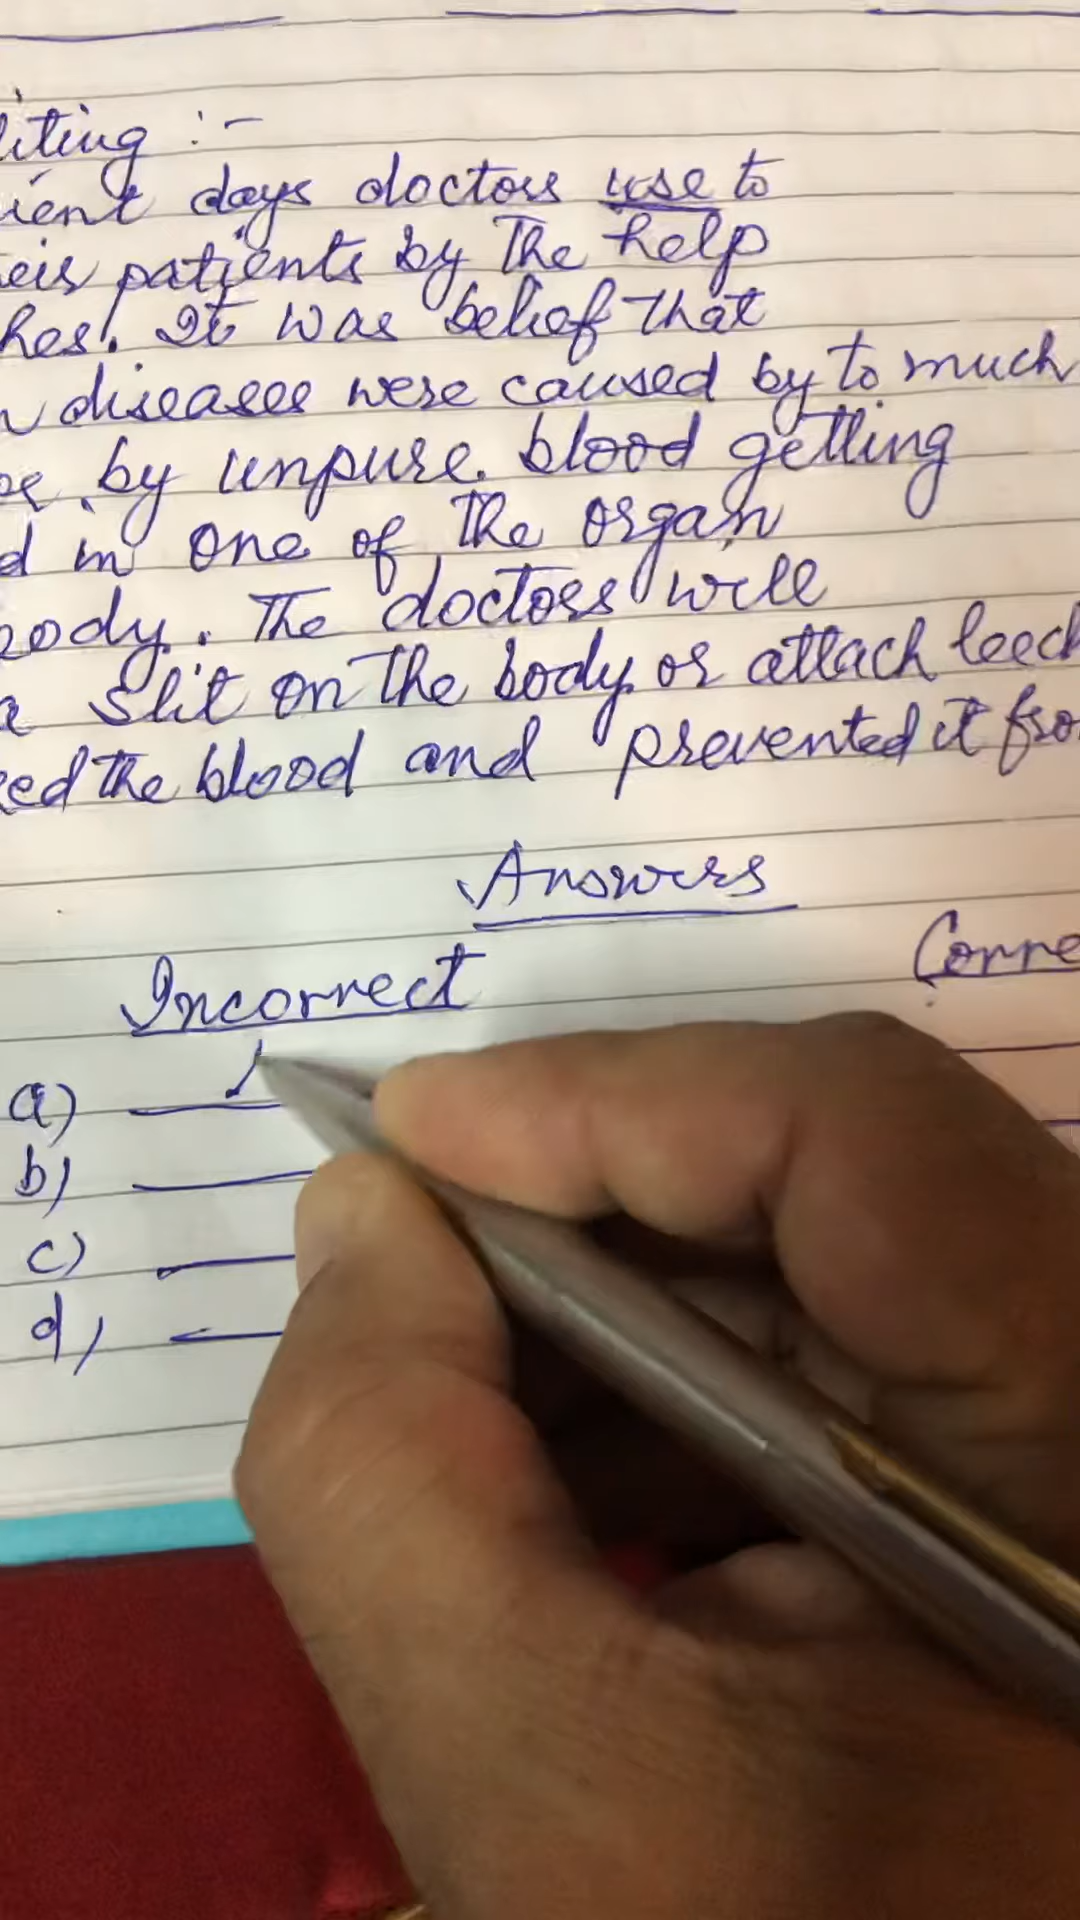 iting :-
ient days doctors use to
eir patients by the help
hes. It was belief that
n diseases were caused by to much
by unpure blood getting
d in one of the organ
body. The doctors will
a slit on the body or attach leech
ed the blood and prevented it fro
Answers
Incorrect Corre
a)
b)
c)
d)